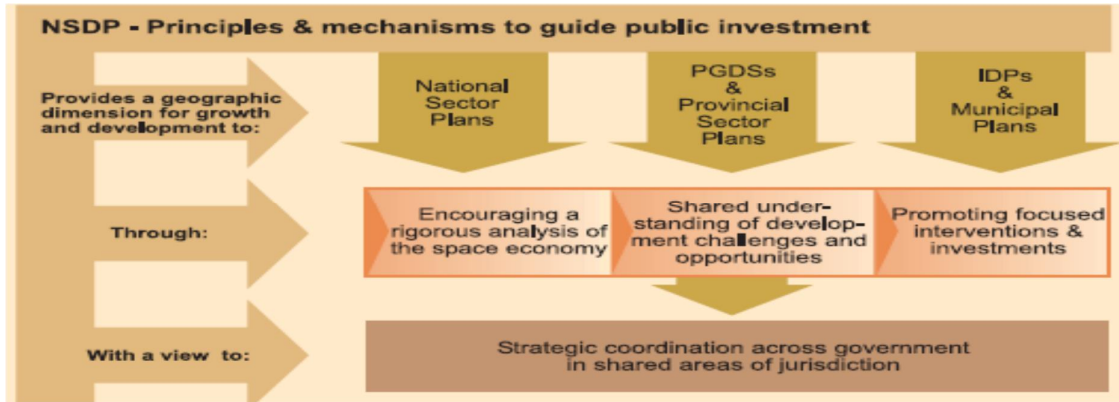 NSDP - Principles & mechanisms to guide public investment
Provides a geographic
dimension for growth
and development to:
National
Sector
Plans
PGDSs
&
Provincial
Sector
Plans
IDPs
&
Municipal
Plans
Through:
Encouraging a
rigorous analysis of
the space economy
Shared under-
standing of develop-
ment challenges and
opportunities
Promoting focused
interventions &
investments
With a view to:
Strategic coordination across government
in shared areas of jurisdiction